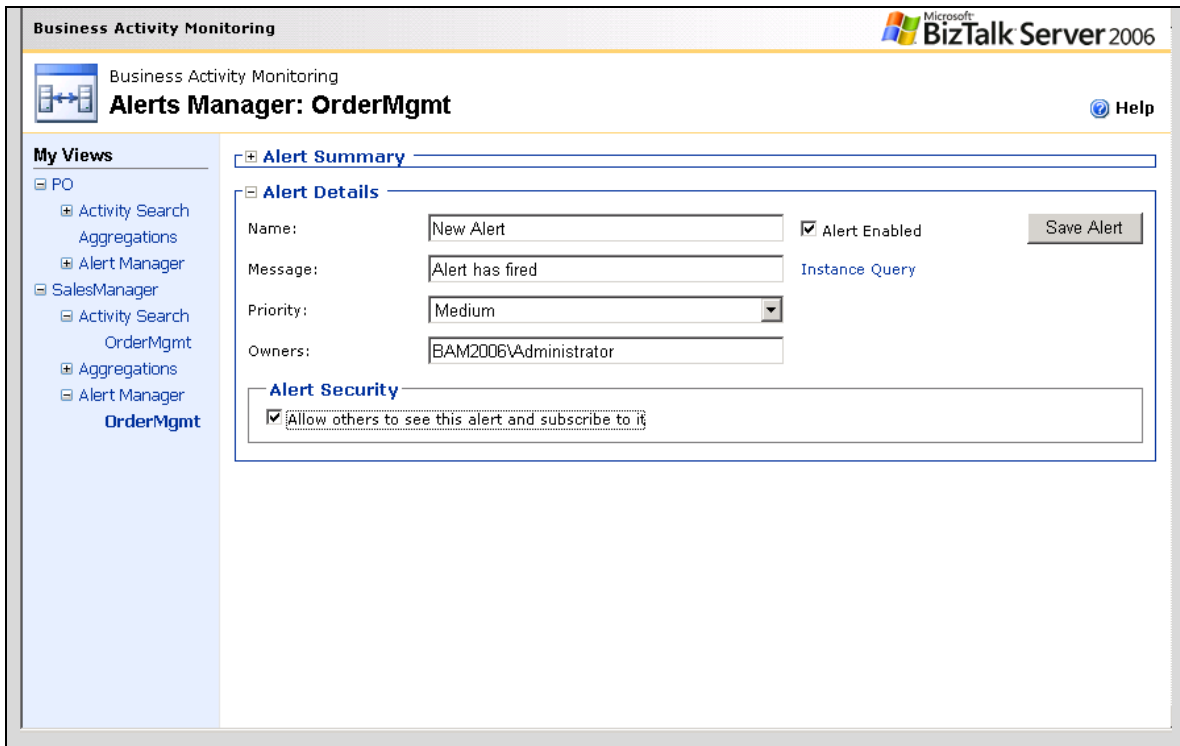 Business Activity Monitoring
Microsoft
BizTalk Server 2006
Business Activity Monitoring
Alerts Manager: OrderMgmt
Help
My Views
PO
Activity Search
Aggregations
Alert Manager
SalesManager
Activity Search
OrderMgmt
Aggregations
Alert Manager
OrderMgmt
Alert Summary
Alert Details
Name: New Alert Alert Enabled Save Alert
Message: Alert has fired Instance Query
Priority: Medium
Owners: BAM2006\Administrator
Alert Security
Allow others to see this alert and subscribe to it